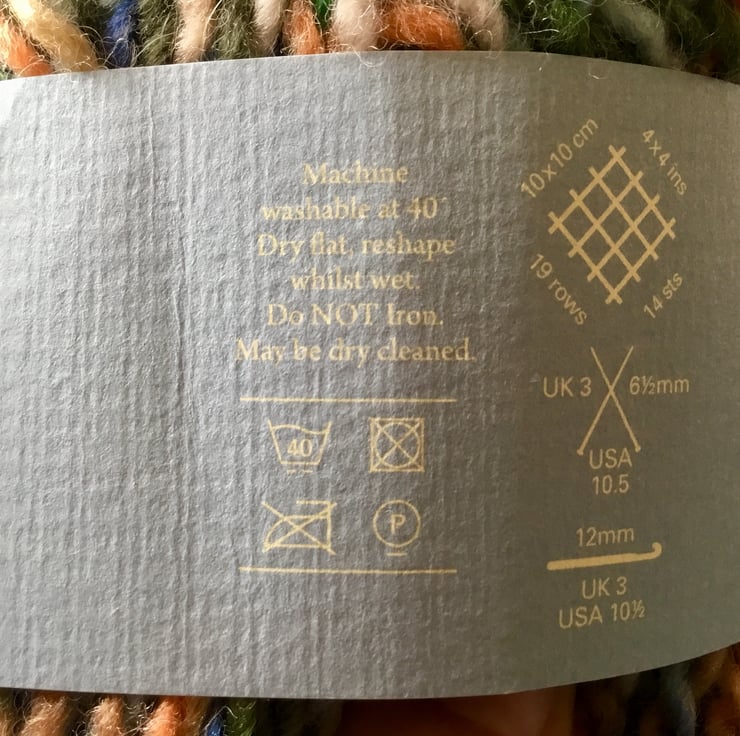 Machine
washable at 40°
Dry flat, reshape
whilst wet.
Do NOT Iron.
May be dry cleaned.
40
P
10x10 cm
4x4 ins
19 rows
14 sts
UK 3
6½mm
USA
10.5
12mm
UK 3
USA 10½